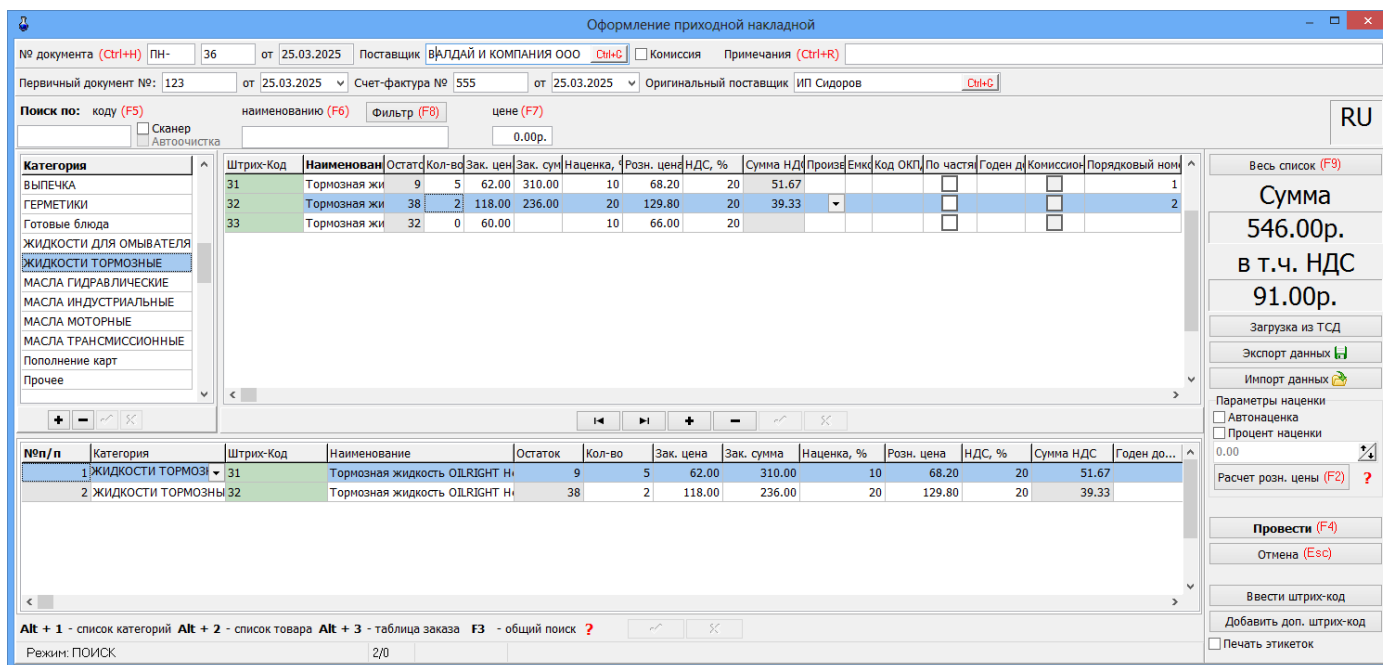 Оформление приходной накладной
№ документа (Ctrl+H) ПН- 36 от 25.03.2025 Поставщик ВАЛДАЙ И КОМПАНИЯ ООО Ctrl+G Комиссия Примечания (Ctrl+R)
Первичный документ №: 123 от 25.03.2025 Счет-фактура № 555 от 25.03.2025 Оригинальный поставщик ИП Сидоров Ctrl+G
Поиск по: коду (F5) наименованию (F6) Фильтр (F8) цене (F7)
Сканер
Автоочистка
0.00р.
RU
Категория
ВЫПЕЧКА
ГЕРМЕТИКИ
Готовые блюда
ЖИДКОСТИ ДЛЯ ОМЫВАТЕЛЯ
ЖИДКОСТИ ТОРМОЗНЫЕ
МАСЛА ГИДРАВЛИЧЕСКИЕ
МАСЛА ИНДУСТРИАЛЬНЫЕ
МАСЛА МОТОРНЫЕ
МАСЛА ТРАНСМИССИОННЫЕ
Пополнение карт
Прочее
Штрих-Код Наименован Остатс Кол-во Зак. цен Зак. сум Наценка, Розн. цена НДС, % Сумма НДС Произв Емкс Код ОКП, По частя Годен д Комиссион Порядковый ном
31 Тормозная жи 9 5 62.00 310.00 10 68.20 20 51.67 1
32 Тормозная жи 38 2 118.00 236.00 20 129.80 20 39.33 2
33 Тормозная жи 32 0 60.00 10 66.00 20
Весь список (F9)
Сумма
546.00р.
в т.ч. НДС
91.00р.
Загрузка из ТСД
Экспорт данных
Импорт данных
Параметры наценки
Автонаценка
Процент наценки
0.00
Расчет розн. цены (F2) ?
Провести (F4)
Отмена (Esc)
Ввести штрих-код
Добавить доп. штрих-код
Печать этикеток
№п/п Категория Штрих-Код Наименование Остаток Кол-во Зак. цена Зак. сумма Наценка, % Розн. цена НДС, % Сумма НДС Годен до...
1 ЖИДКОСТИ ТОРМОЗН 31 Тормозная жидкость OILRIGHT Н 9 5 62.00 310.00 10 68.20 20 51.67
2 ЖИДКОСТИ ТОРМОЗНЫ 32 Тормозная жидкость OILRIGHT Н 38 2 118.00 236.00 20 129.80 20 39.33
Alt + 1 - список категорий Alt + 2 - список товара Alt + 3 - таблица заказа F3 - общий поиск ?
Режим: ПОИСК 2/0